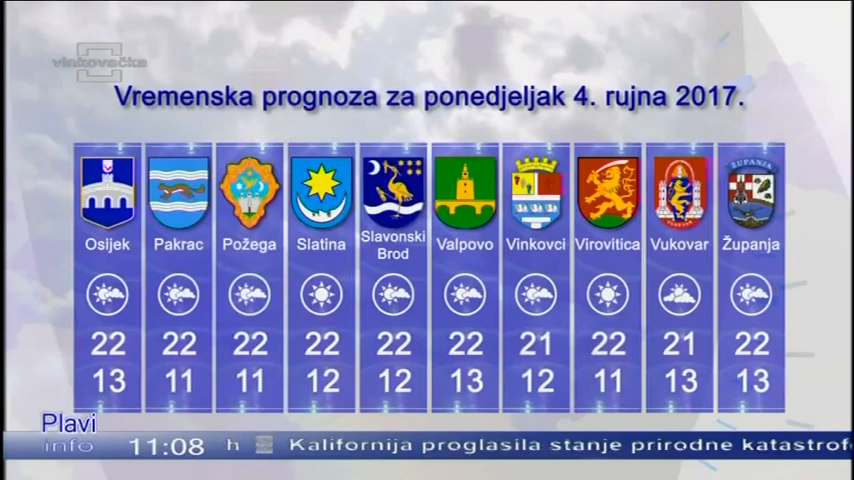 vinkovačka
Vremenska prognoza za ponedjeljak 4. rujna 2017.
Osijek Pakrac Požega Slatina Slavonski Brod Valpovo Vinkovci Virovitica Vukovar Županja
22 22 22 22 22 22 21 22 21 22
13 11 11 12 12 13 12 11 13 13
Plavi
info 11:08 h Kalifornija proglasila stanje prirodne katastrof